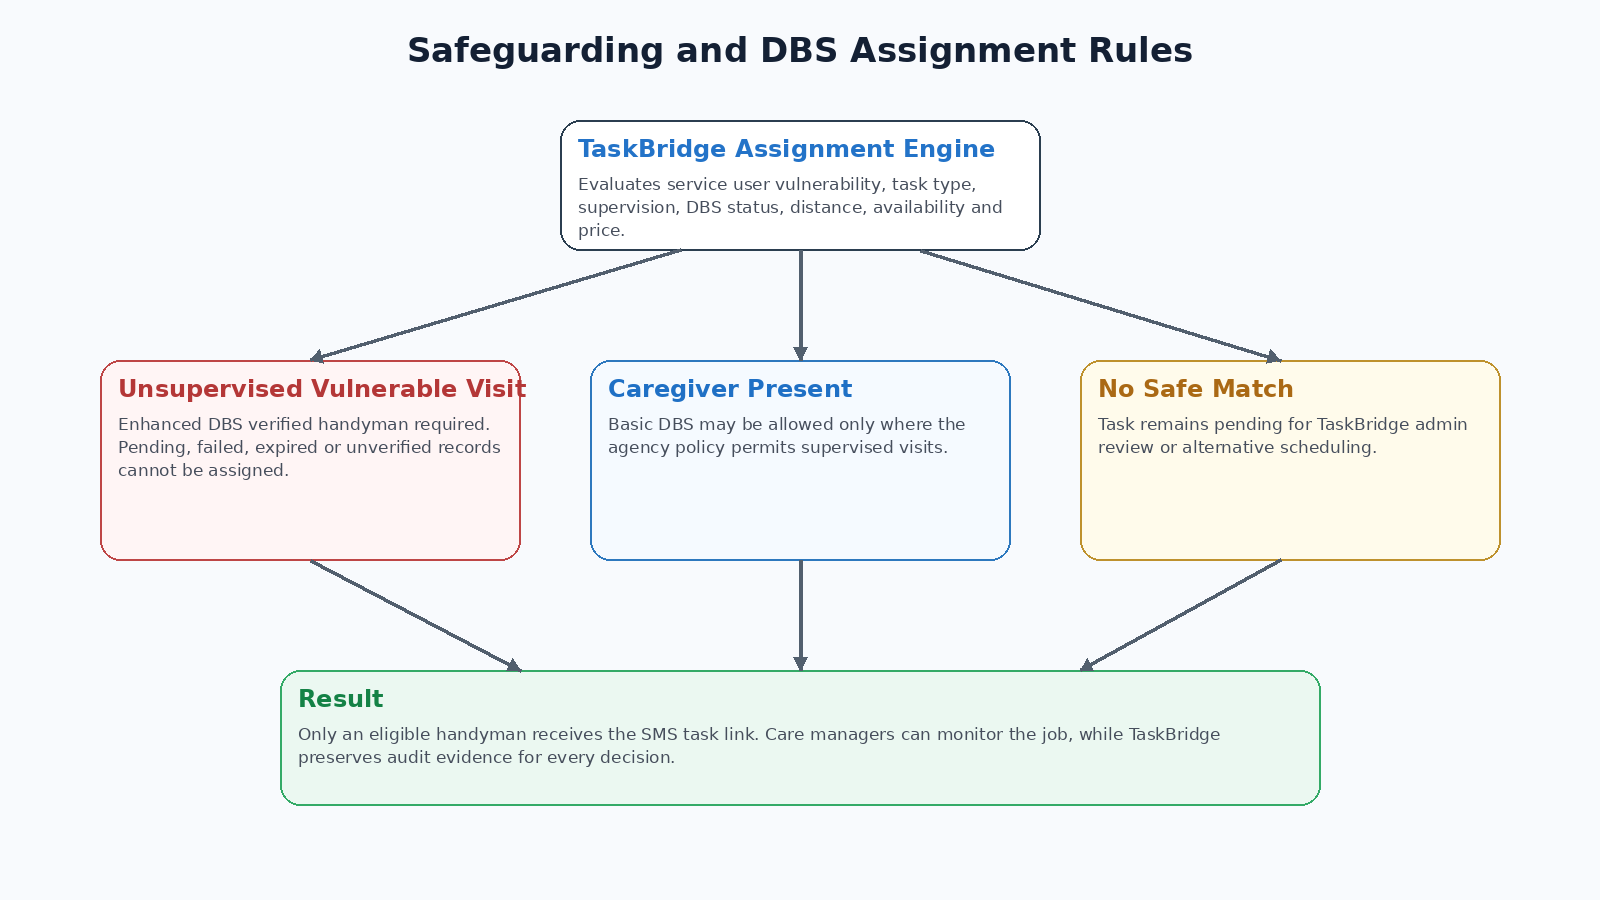 Safeguarding and DBS Assignment Rules
TaskBridge Assignment Engine
Evaluates service user vulnerability, task type,
supervision, DBS status, distance, availability and
price.
Unsupervised Vulnerable Visit
Enhanced DBS verified handyman required.
Pending, failed, expired or unverified records
cannot be assigned.
Caregiver Present
Basic DBS may be allowed only where the
agency policy permits supervised visits.
No Safe Match
Task remains pending for TaskBridge admin
review or alternative scheduling.
Result
Only an eligible handyman receives the SMS task link. Care managers can monitor the job, while TaskBridge
preserves audit evidence for every decision.